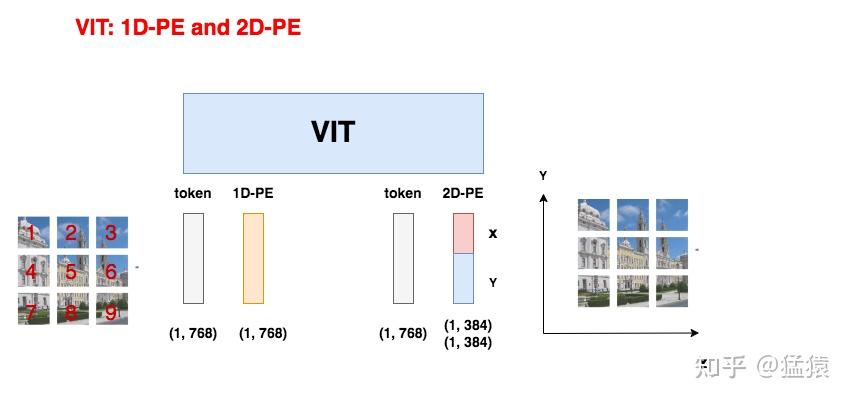 VIT: 1D-PE and 2D-PE
VIT
token 1D-PE
token 2D-PE
Y
1 2 3
4 5 6
7 8 9
X
Y
(1, 768) (1, 768)
(1, 768) (1, 384)
(1, 384)
知乎 @猛猿